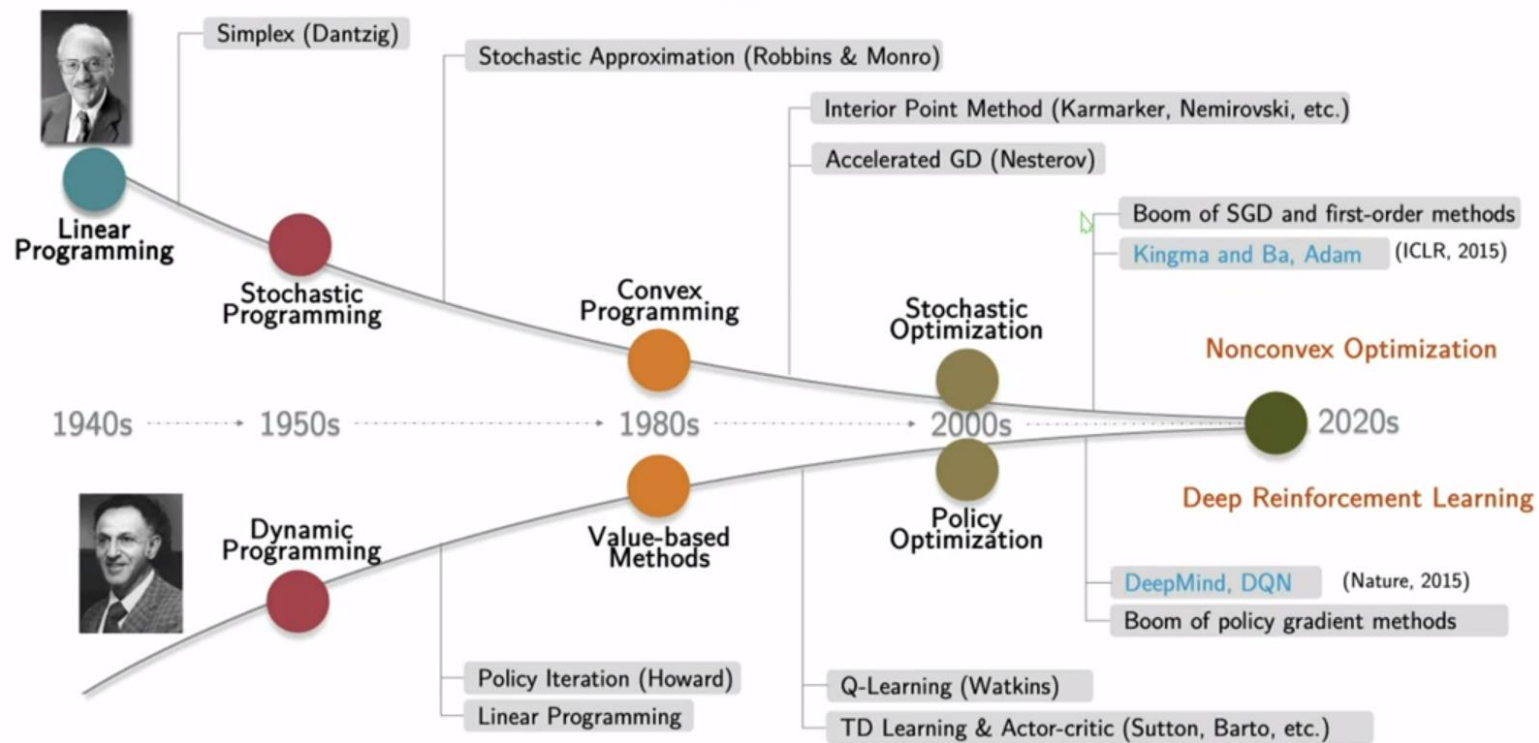 Simplex (Dantzig)
Stochastic Approximation (Robbins & Monro)
Interior Point Method (Karmarker, Nemirovski, etc.)
Accelerated GD (Nesterov)
Boom of SGD and first-order methods
Kingma and Ba, Adam (ICLR, 2015)
Linear
Programming
Stochastic
Programming
Convex
Programming
Stochastic
Optimization
Nonconvex Optimization
1940s 1950s 1980s 2000s 2020s
Deep Reinforcement Learning
Dynamic
Programming
Value-based
Methods
Policy
Optimization
DeepMind, DQN (Nature, 2015)
Boom of policy gradient methods
Policy Iteration (Howard)
Linear Programming
Q-Learning (Watkins)
TD Learning & Actor-critic (Sutton, Barto, etc.)